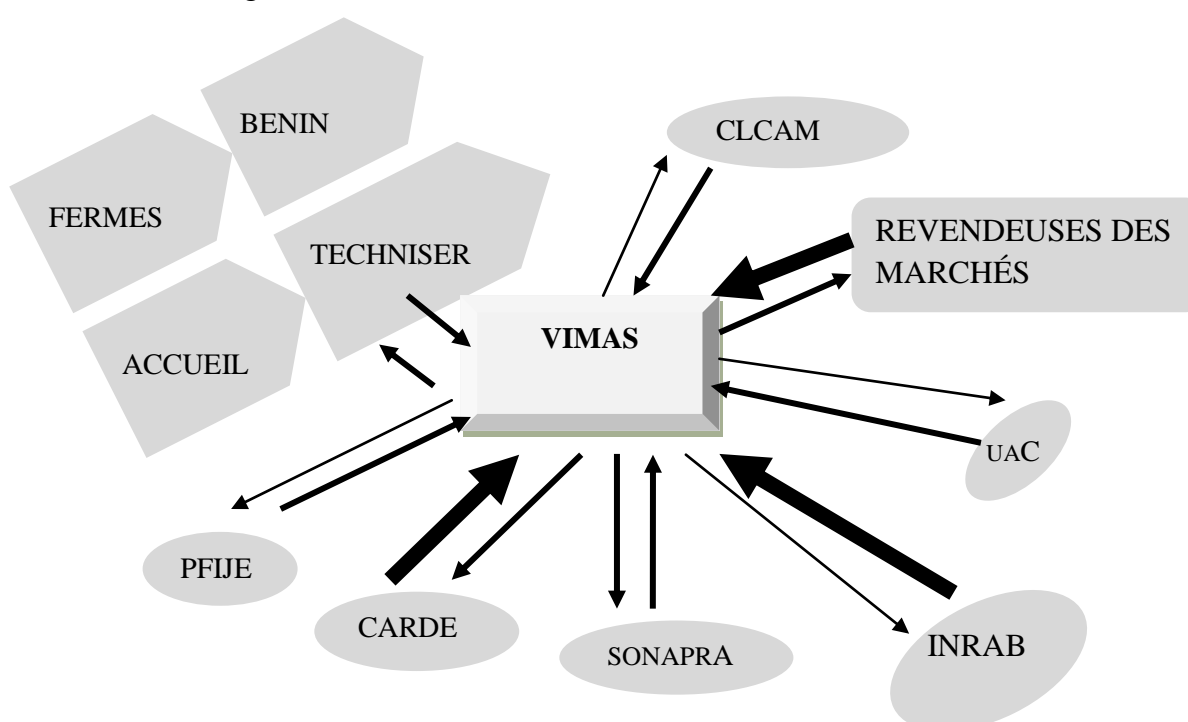 BENIN
CLCAM
FERMES
REVENDEUSES DES
MARCHÉS
TECHNISER
VIMAS
ACCUEIL
UAC
PFIJE
CARDE
SONAPRA
INRAB